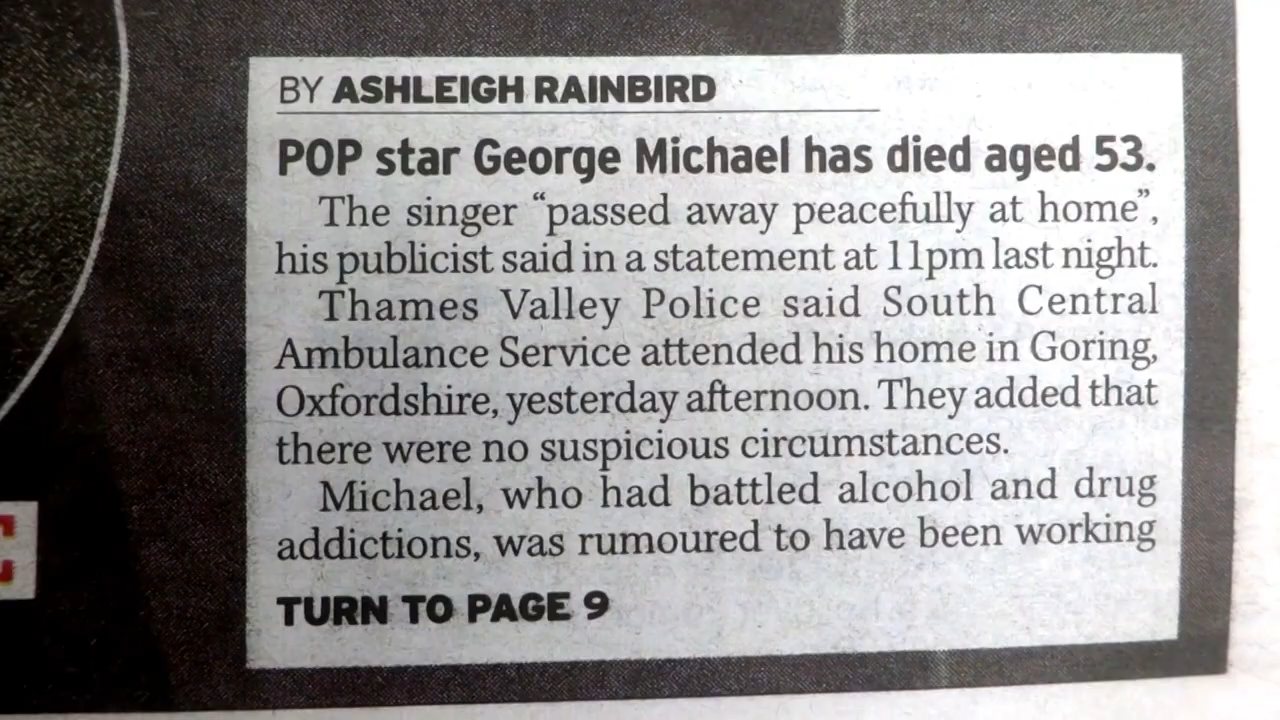 BY ASHLEIGH RAINBIRD
POP star George Michael has died aged 53.
The singer “passed away peacefully at home”,
his publicist said in a statement at 11pm last night.
Thames Valley Police said South Central
Ambulance Service attended his home in Goring,
Oxfordshire, yesterday afternoon. They added that
there were no suspicious circumstances.
Michael, who had battled alcohol and drug
addictions, was rumoured to have been working
TURN TO PAGE 9